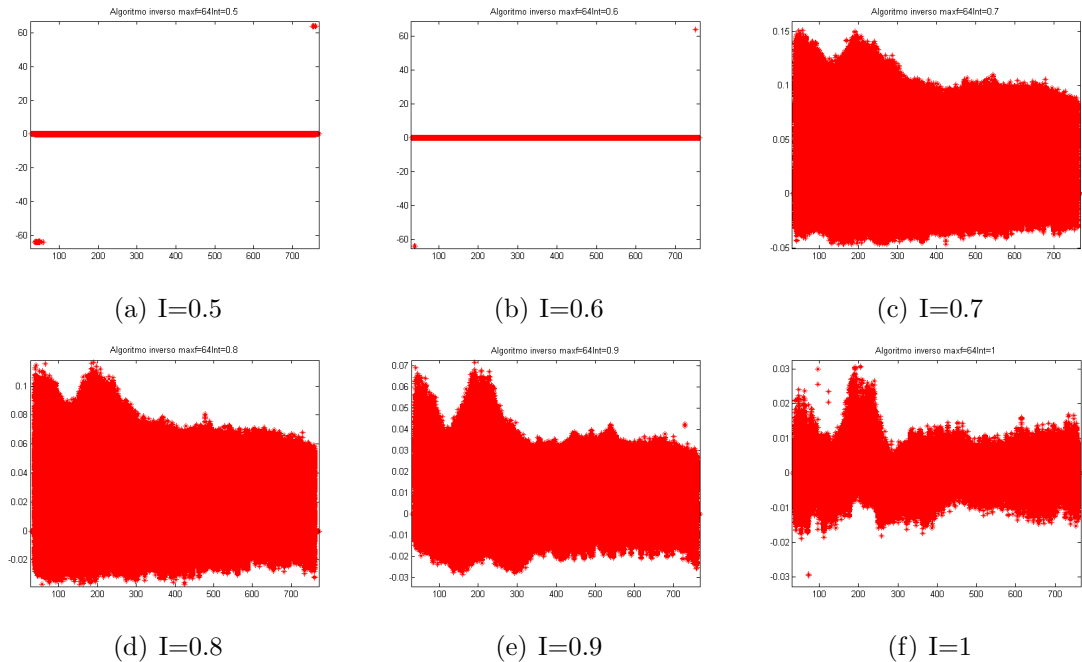 Algoritmo inverso maxf=64Int=0.5
60
40
20
0
-20
-40
-60
100 200 300 400 500 600 700
(a) I=0.5
Algoritmo inverso maxf=64Int=0.6
60
40
20
0
-20
-40
-60
100 200 300 400 500 600 700
(b) I=0.6
Algoritmo inverso maxf=64Int=0.7
0.15
0.1
0.05
0
-0.05
100 200 300 400 500 600 700
(c) I=0.7
Algoritmo inverso maxf=64Int=0.8
0.1
0.08
0.06
0.04
0.02
0
-0.02
100 200 300 400 500 600 700
(d) I=0.8
Algoritmo inverso maxf=64Int=0.9
0.07
0.06
0.05
0.04
0.03
0.02
0.01
0
-0.01
-0.02
-0.03
100 200 300 400 500 600 700
(e) I=0.9
Algoritmo inverso maxf=64Int=1
0.03
0.02
0.01
0
-0.01
-0.02
-0.03
100 200 300 400 500 600 700
(f) I=1